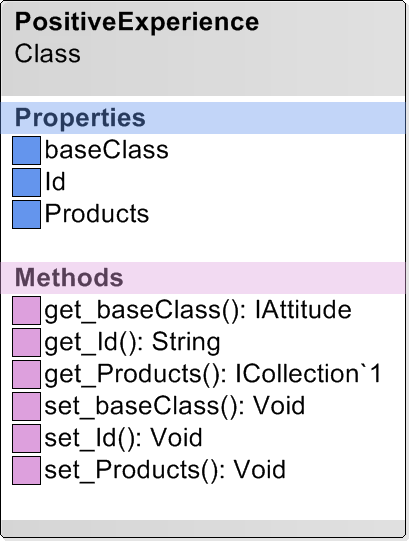 PositiveExperience
Class
Properties
baseClass
Id
Products
Methods
get_baseClass(): IAttitude
get_Id(): String
get_Products(): ICollection`1
set_baseClass(): Void
set_Id(): Void
set_Products(): Void